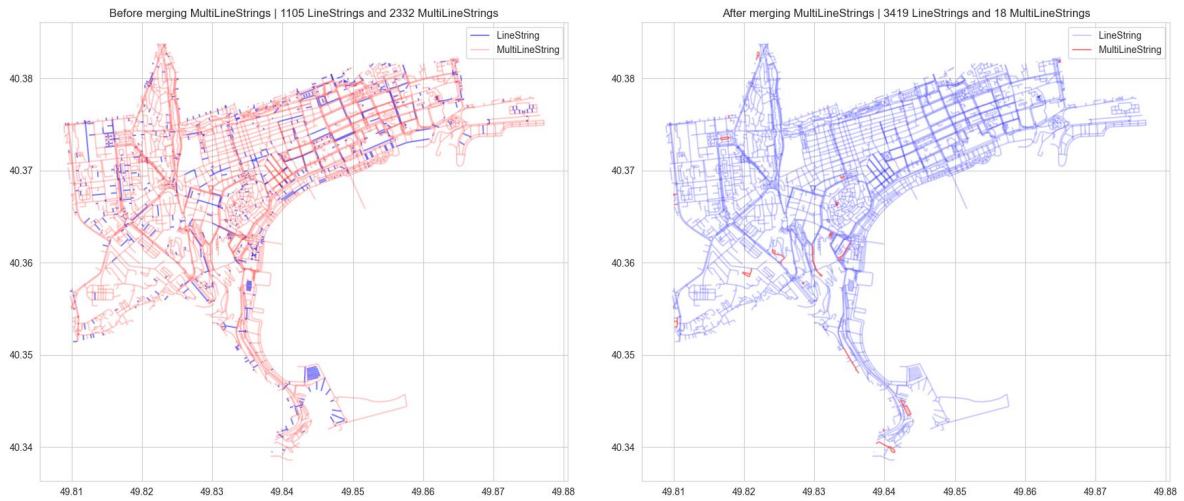 Before merging MultiLineStrings | 1105 LineStrings and 2332 MultiLineStrings
LineString
MultiLineString
40.38
40.37
40.36
40.35
40.34
49.81 49.82 49.83 49.84 49.85 49.86 49.87 49.88
After merging MultiLineStrings | 3419 LineStrings and 18 MultiLineStrings
LineString
MultiLineString
40.38
40.37
40.36
40.35
40.34
49.81 49.82 49.83 49.84 49.85 49.86 49.87 49.88